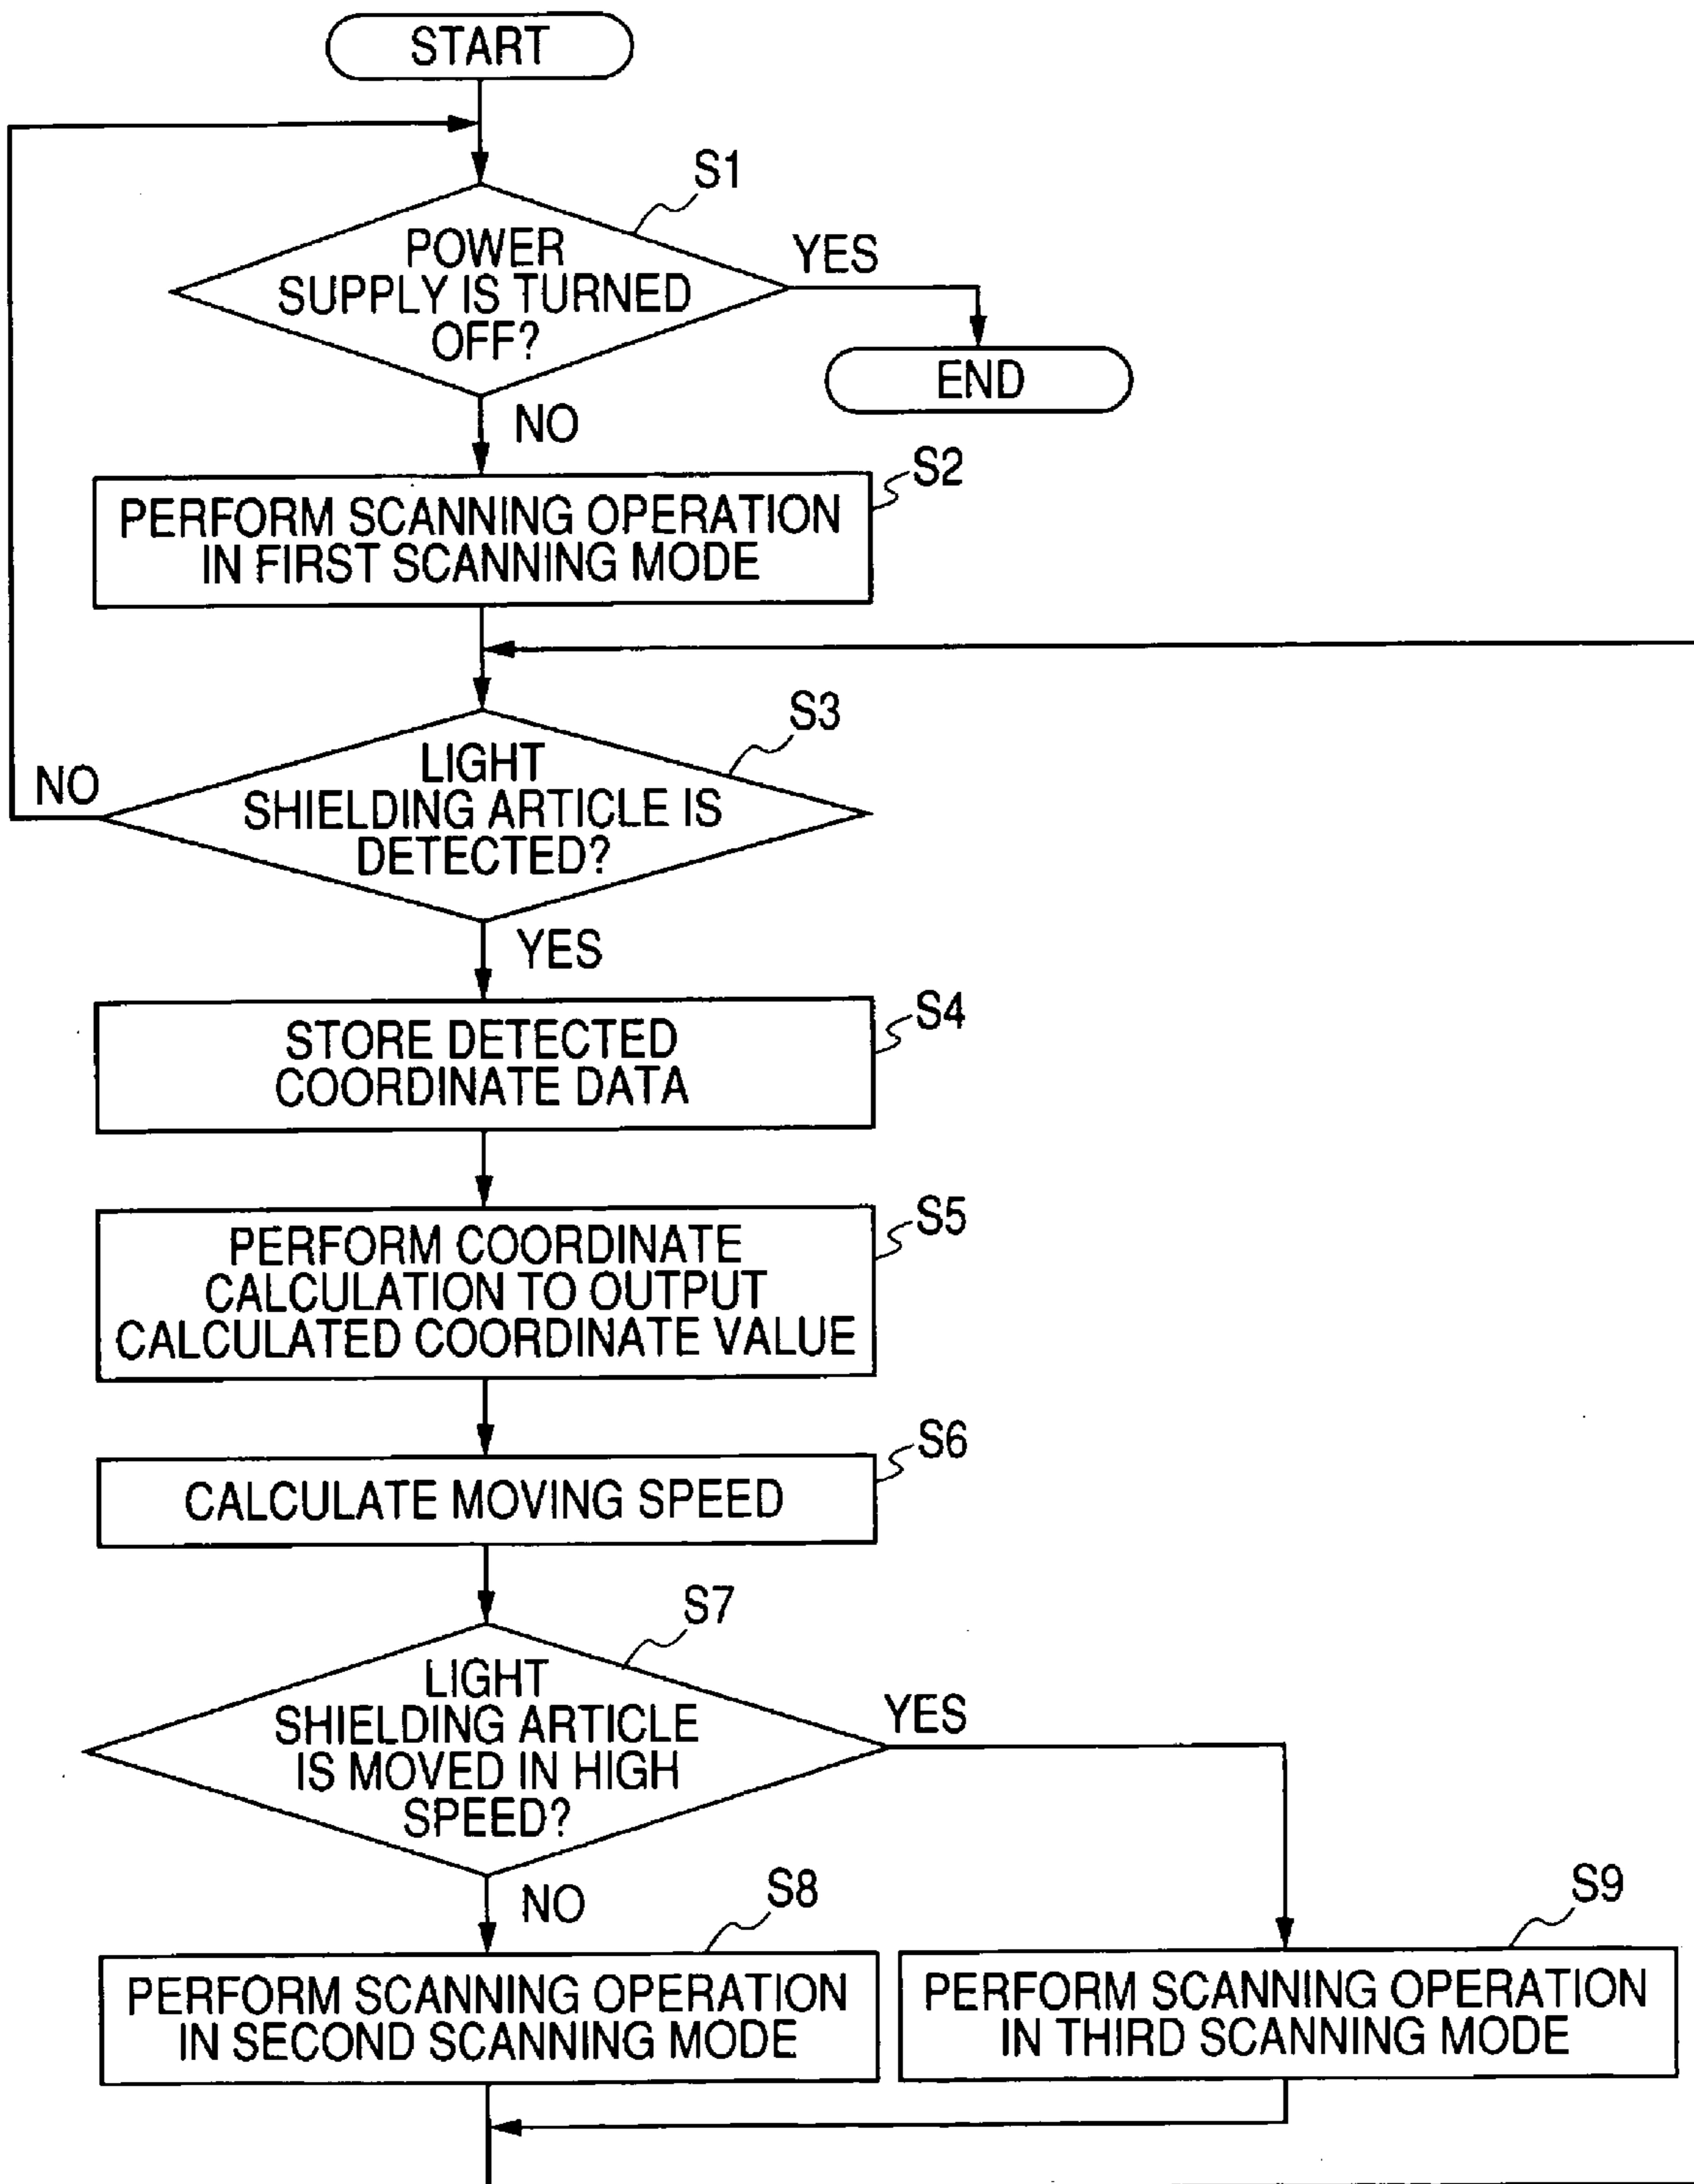 START
S1
POWER
SUPPLY IS TURNED
OFF?
YES
END
NO
S2
PERFORM SCANNING OPERATION
IN FIRST SCANNING MODE
S3
LIGHT
SHIELDING ARTICLE IS
DETECTED?
NO
YES
S4
STORE DETECTED
COORDINATE DATA
S5
PERFORM COORDINATE
CALCULATION TO OUTPUT
CALCULATED COORDINATE VALUE
S6
CALCULATE MOVING SPEED
S7
LIGHT
SHIELDING ARTICLE
IS MOVED IN HIGH
SPEED?
YES
NO
S8
PERFORM SCANNING OPERATION
IN SECOND SCANNING MODE
S9
PERFORM SCANNING OPERATION
IN THIRD SCANNING MODE